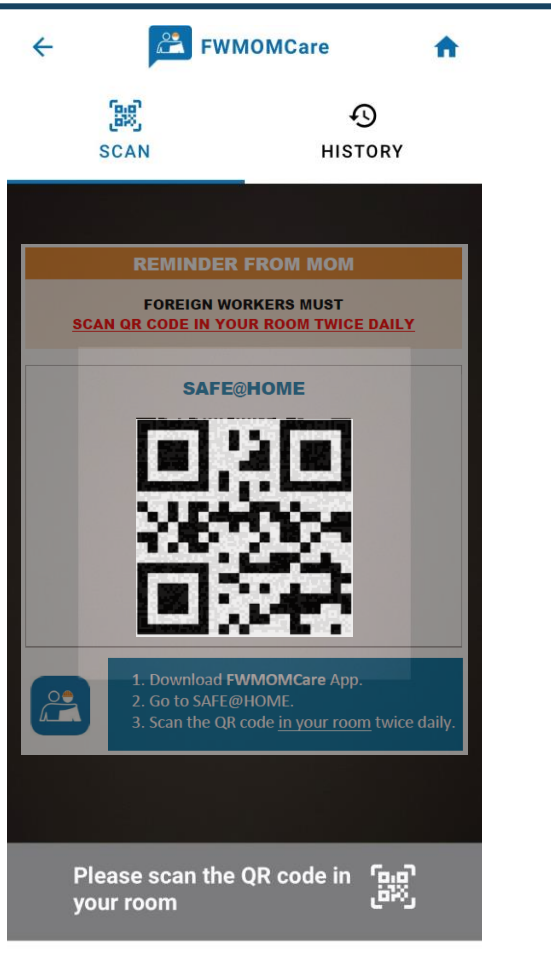 FWMOMCare
SCAN
HISTORY
REMINDER FROM MOM
FOREIGN WORKERS MUST
SCAN QR CODE IN YOUR ROOM TWICE DAILY
SAFE@HOME
1. Download FWMOMCare App.
2. Go to SAFE@HOME.
3. Scan the QR code in your room twice daily.
Please scan the QR code in
your room